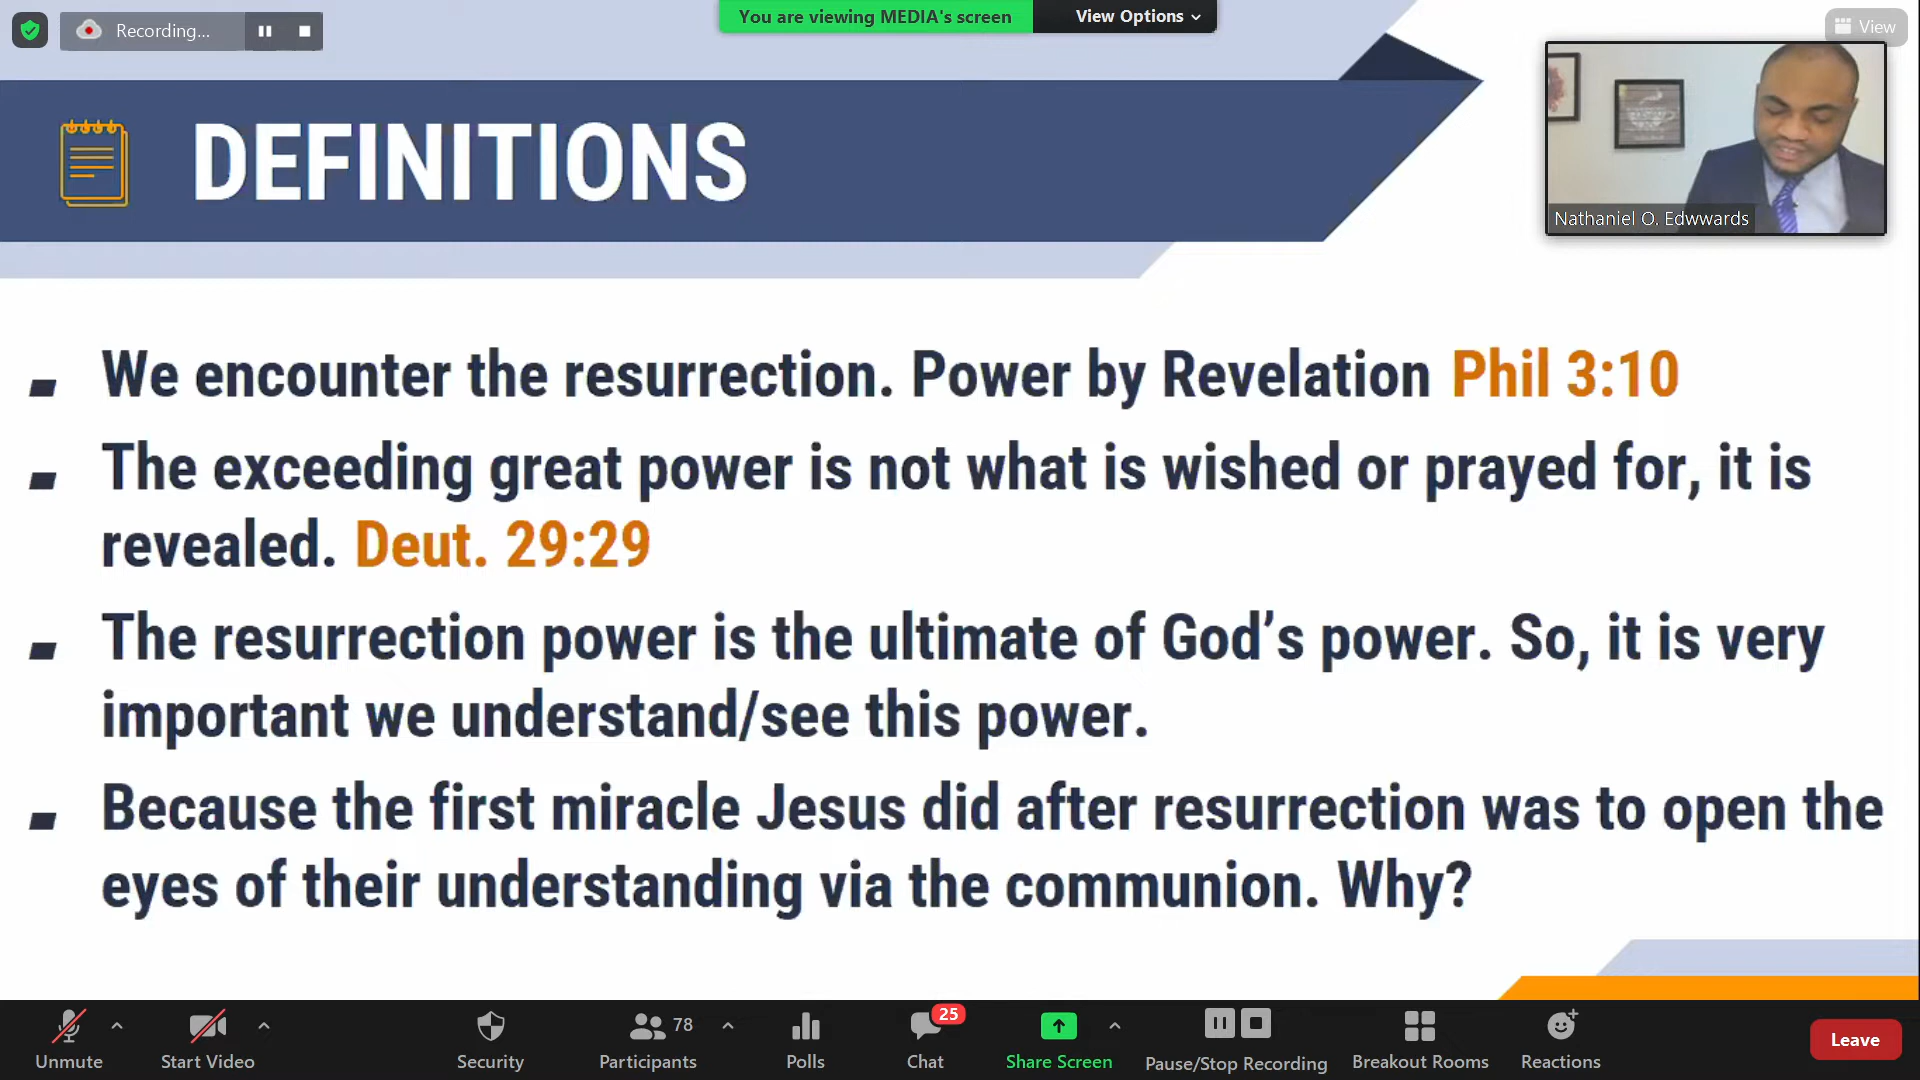 Recording...
You are viewing MEDIA's screen
View Options
View
DEFINITIONS
Nathaniel O. Edwwards
We encounter the resurrection. Power by Revelation Phil 3:10
The exceeding great power is not what is wished or prayed for, it is
revealed. Deut. 29:29
The resurrection power is the ultimate of God’s power. So, it is very
important we understand/see this power.
Because the first miracle Jesus did after resurrection was to open the
eyes of their understanding via the communion. Why?
78
25
Unmute
Start Video
Security
Participants
Polls
Chat
Share Screen
Pause/Stop Recording
Breakout Rooms
Reactions
Leave